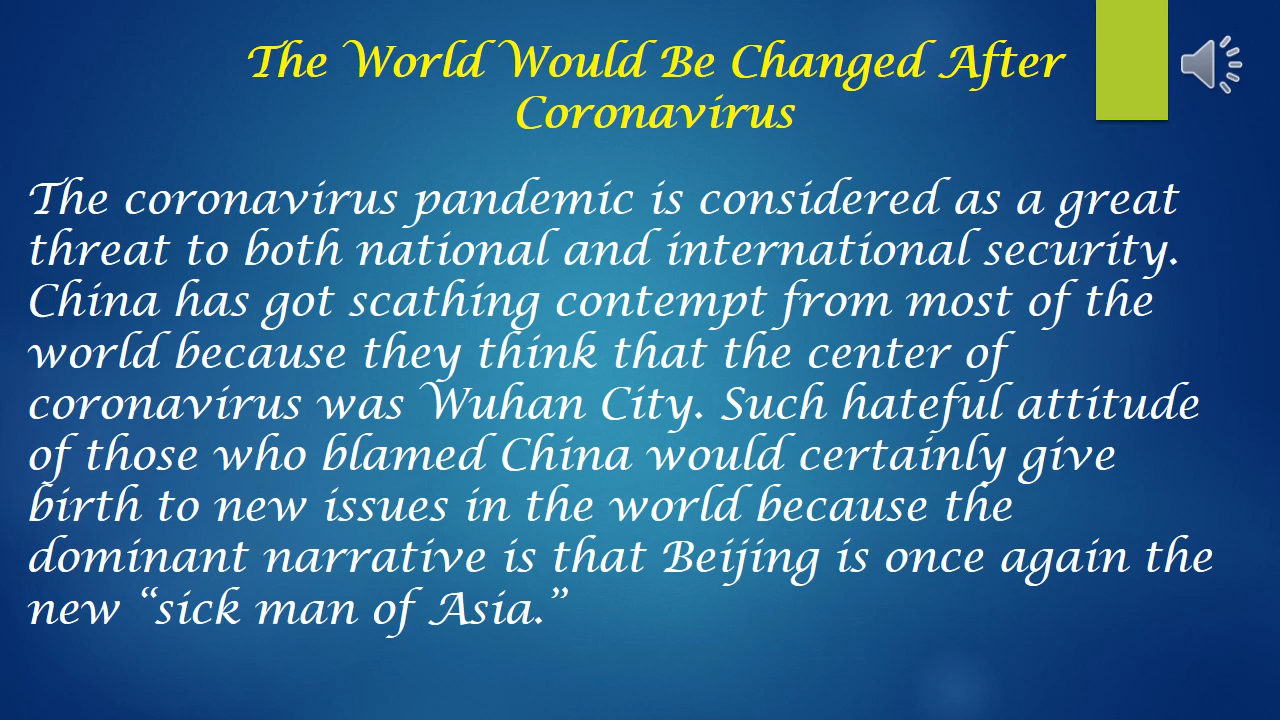 The World Would Be Changed After
Coronavirus
The coronavirus pandemic is considered as a great
threat to both national and international security.
China has got scathing contempt from most of the
world because they think that the center of
coronavirus was Wuhan City. Such hateful attitude
of those who blamed China would certainly give
birth to new issues in the world because the
dominant narrative is that Beijing is once again the
new “sick man of Asia.”